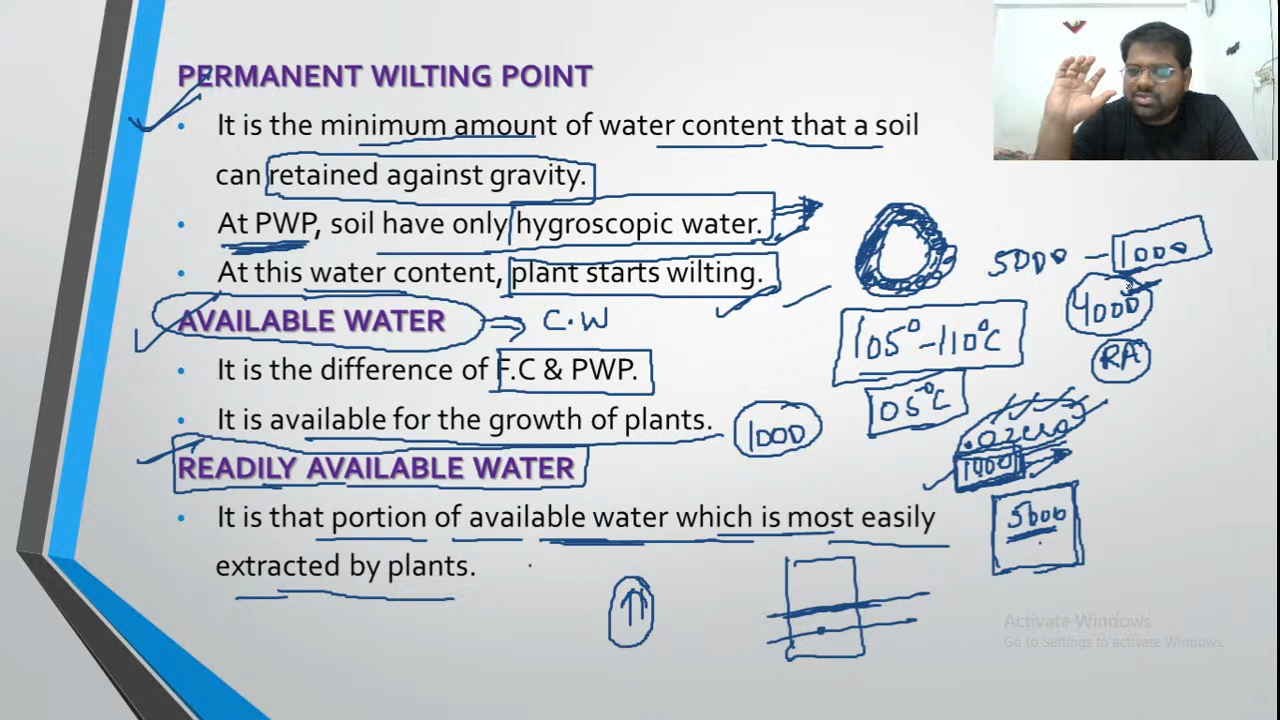 PERMANENT WILTING POINT
• It is the minimum amount of water content that a soil
can retained against gravity.
• At PWP, soil have only hygroscopic water.
5000 – 1000
• At this water content, plant starts wilting.
4000
AVAILABLE WATER → C.W
105° – 110°C
RA
• It is the difference of F.C & PWP.
105°C
• It is available for the growth of plants.
1000
READILY AVAILABLE WATER
1000
• It is that portion of available water which is most easily
5000
extracted by plants.
Activate Windows
Go to Settings to activate Windows.